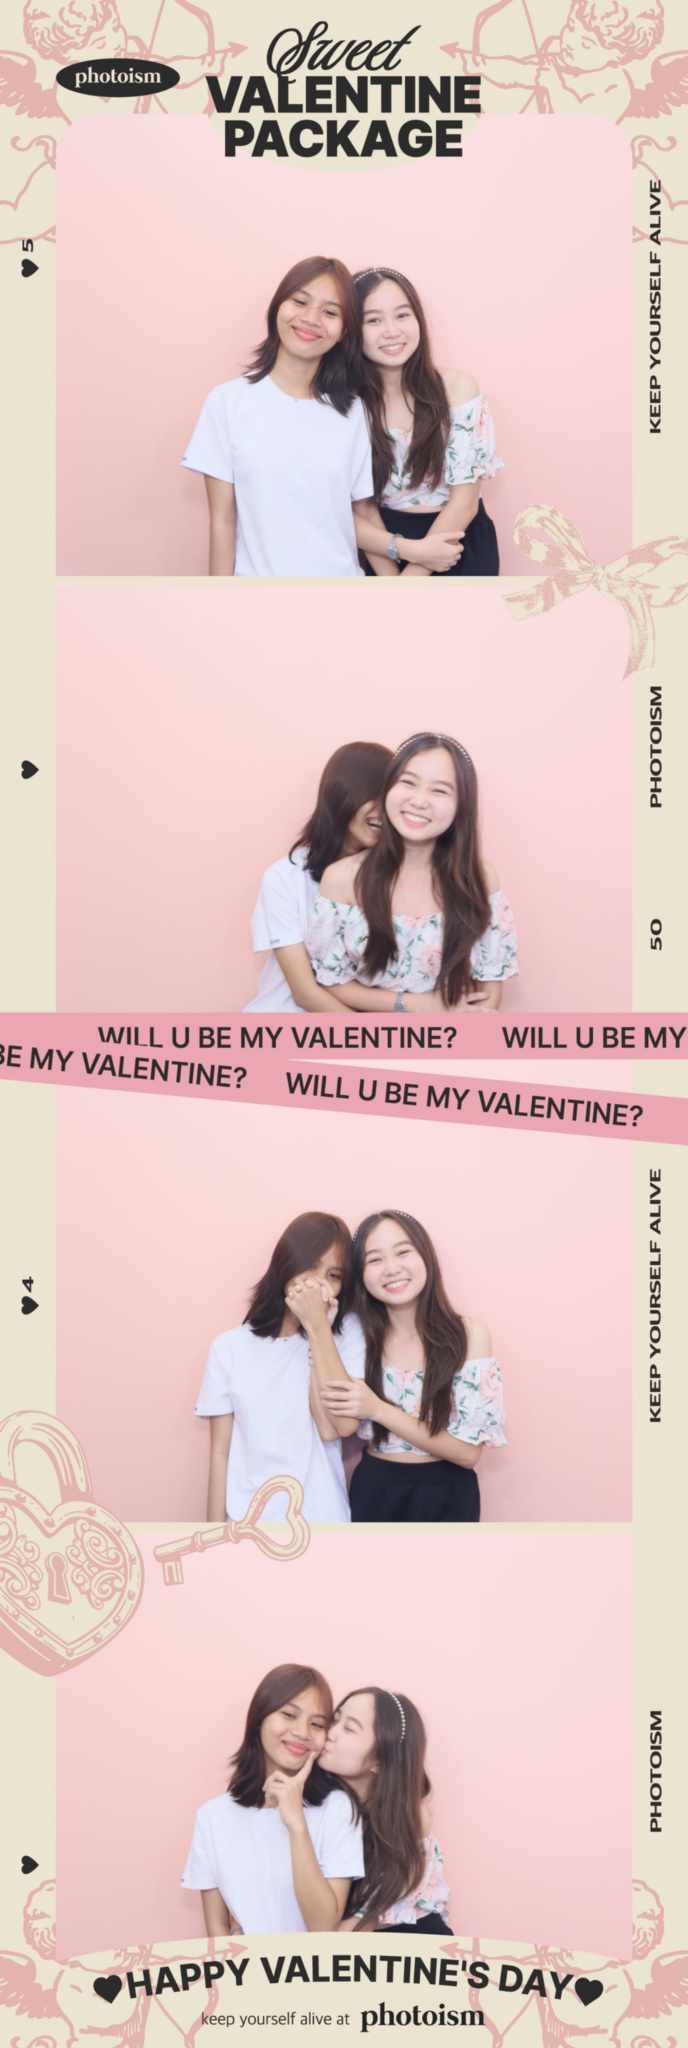 Sweet
photoism
VALENTINE
PACKAGE
5
KEEP YOURSELF ALIVE
PHOTOISM
50
WILL U BE MY VALENTINE? WILL U BE MY
BE MY VALENTINE? WILL U BE MY VALENTINE?
KEEP YOURSELF ALIVE
4
PHOTOISM
HAPPY VALENTINE'S DAY
keep yourself alive at photoism